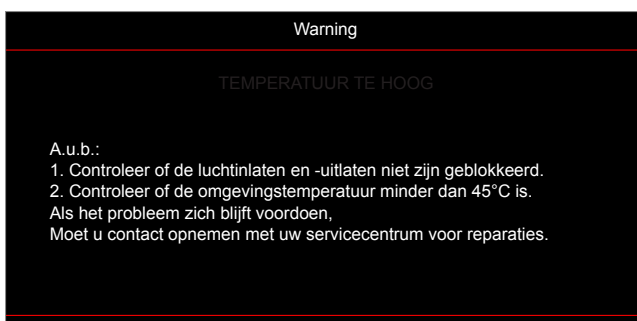 Warning
TEMPERATUUR TE HOOG
A.u.b.:
1. Controleer of de luchtinlaten en -uitlaten niet zijn geblokkeerd.
2. Controleer of de omgevingstemperatuur minder dan 45°C is.
Als het probleem zich blijft voordoen,
Moet u contact opnemen met uw servicecentrum voor reparaties.